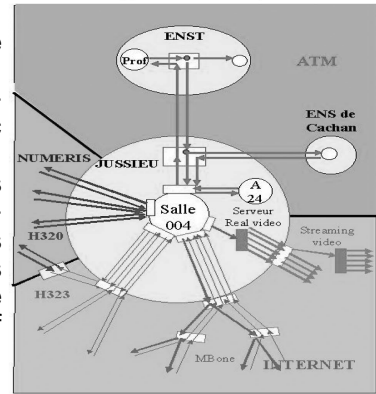 ENST
Prof
ATM
ENS de
Cachan
NUMERIS
JUSSIEU
A
24
Salle
004
Serveur
Real video
Streaming
video
H320
H323
MBone
INTERNET